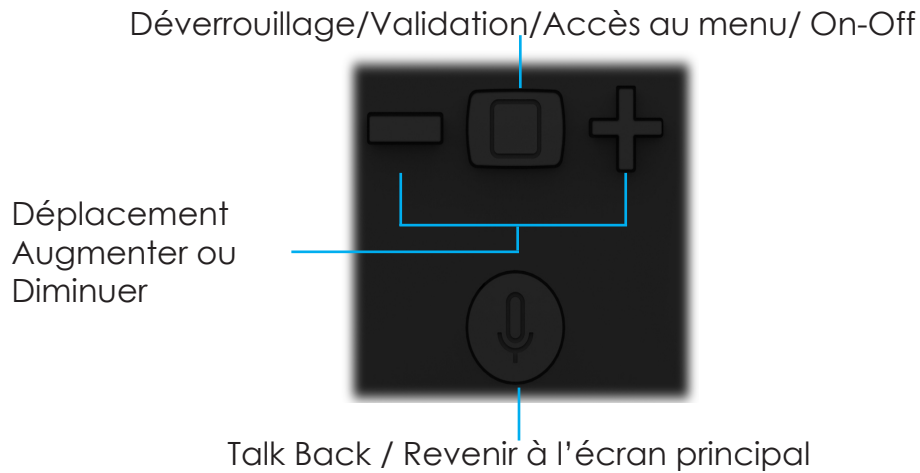 Déverrouillage/Validation/Accès au menu/ On-Off
Déplacement
Augmenter ou
Diminuer
Talk Back / Revenir à l’écran principal